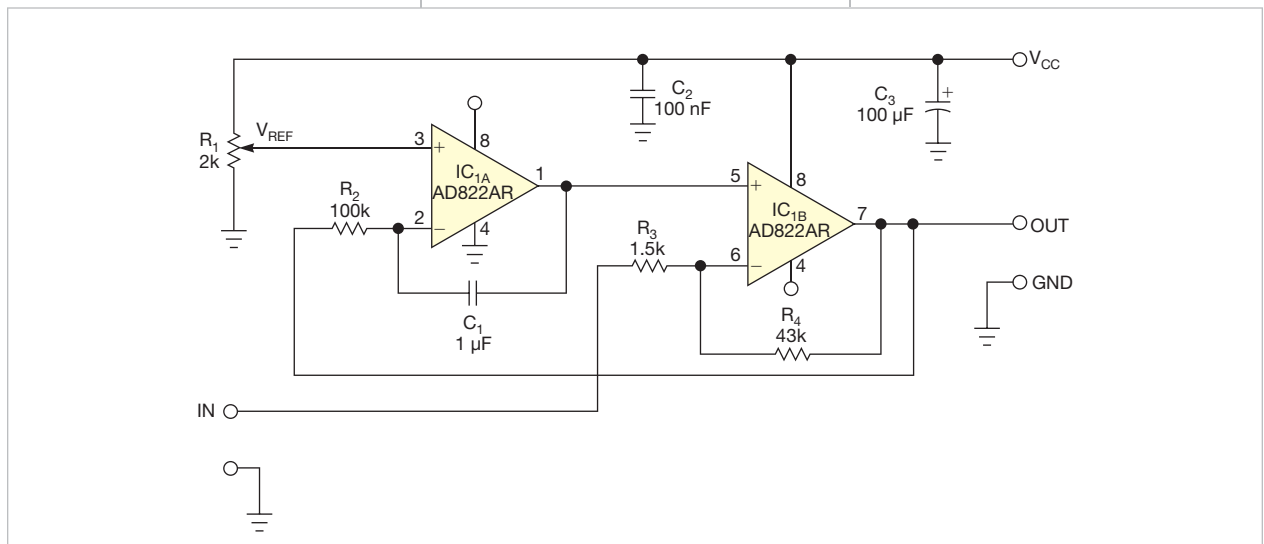 V_CC
C_2
100 nF
C_3
100 µF
+
R_1
2k
V_REF
3
+
8
IC_1A
AD822AR
1
2
−
4
R_2
100k
C_1
1 µF
5
+
8
IC_1B
AD822AR
7
6
−
4
R_3
1.5k
R_4
43k
OUT
GND
IN